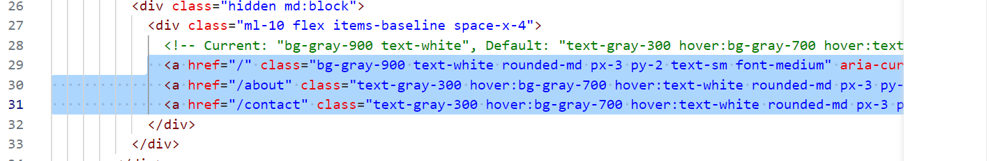 26 <div class="hidden md:block">
27 <div class="ml-10 flex items-baseline space-x-4">
28 <!-- Current: "bg-gray-900 text-white", Default: "text-gray-300 hover:bg-gray-700 hover:text
29 <a href="/" class="bg-gray-900 text-white rounded-md px-3 py-2 text-sm font-medium" aria-cur
30 <a href="/about" class="text-gray-300 hover:bg-gray-700 hover:text-white rounded-md px-3 py-
31 <a href="/contact" class="text-gray-300 hover:bg-gray-700 hover:text-white rounded-md px-3 p
32 </div>
33 </div>